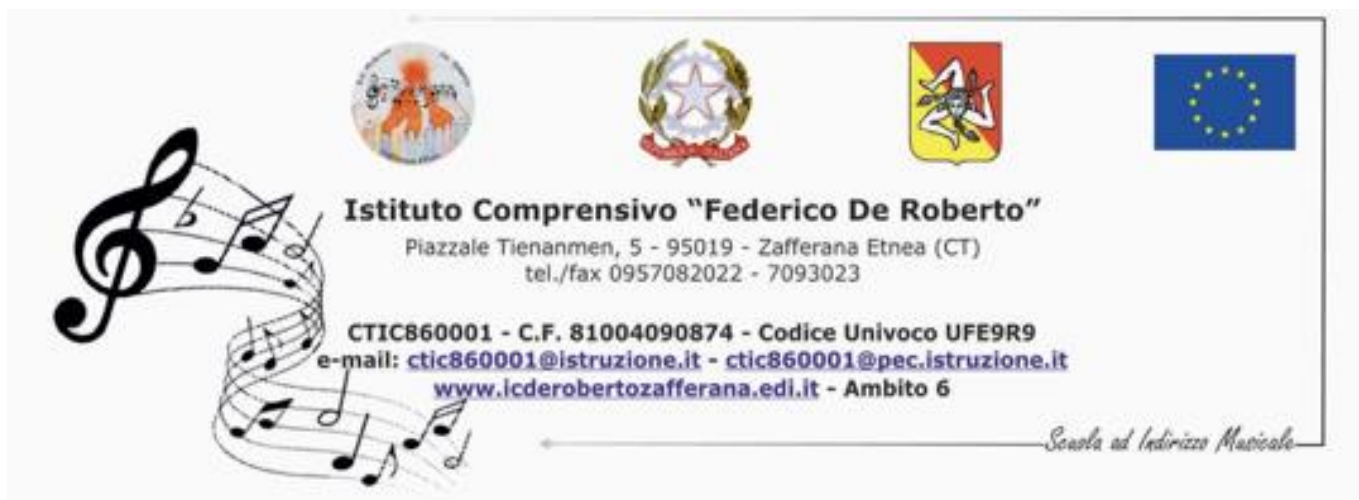 Istituto Comprensivo “Federico De Roberto”
Piazzale Tienanmen, 5 - 95019 - Zafferana Etnea (CT)
tel./fax 0957082022 - 7093023
CTIC860001 - C.F. 81004090874 - Codice Univoco UFE9R9
e-mail: ctic860001@istruzione.it - ctic860001@pec.istruzione.it
www.icderobertozafferana.edi.it - Ambito 6
Scuola ad Indirizzo Musicale